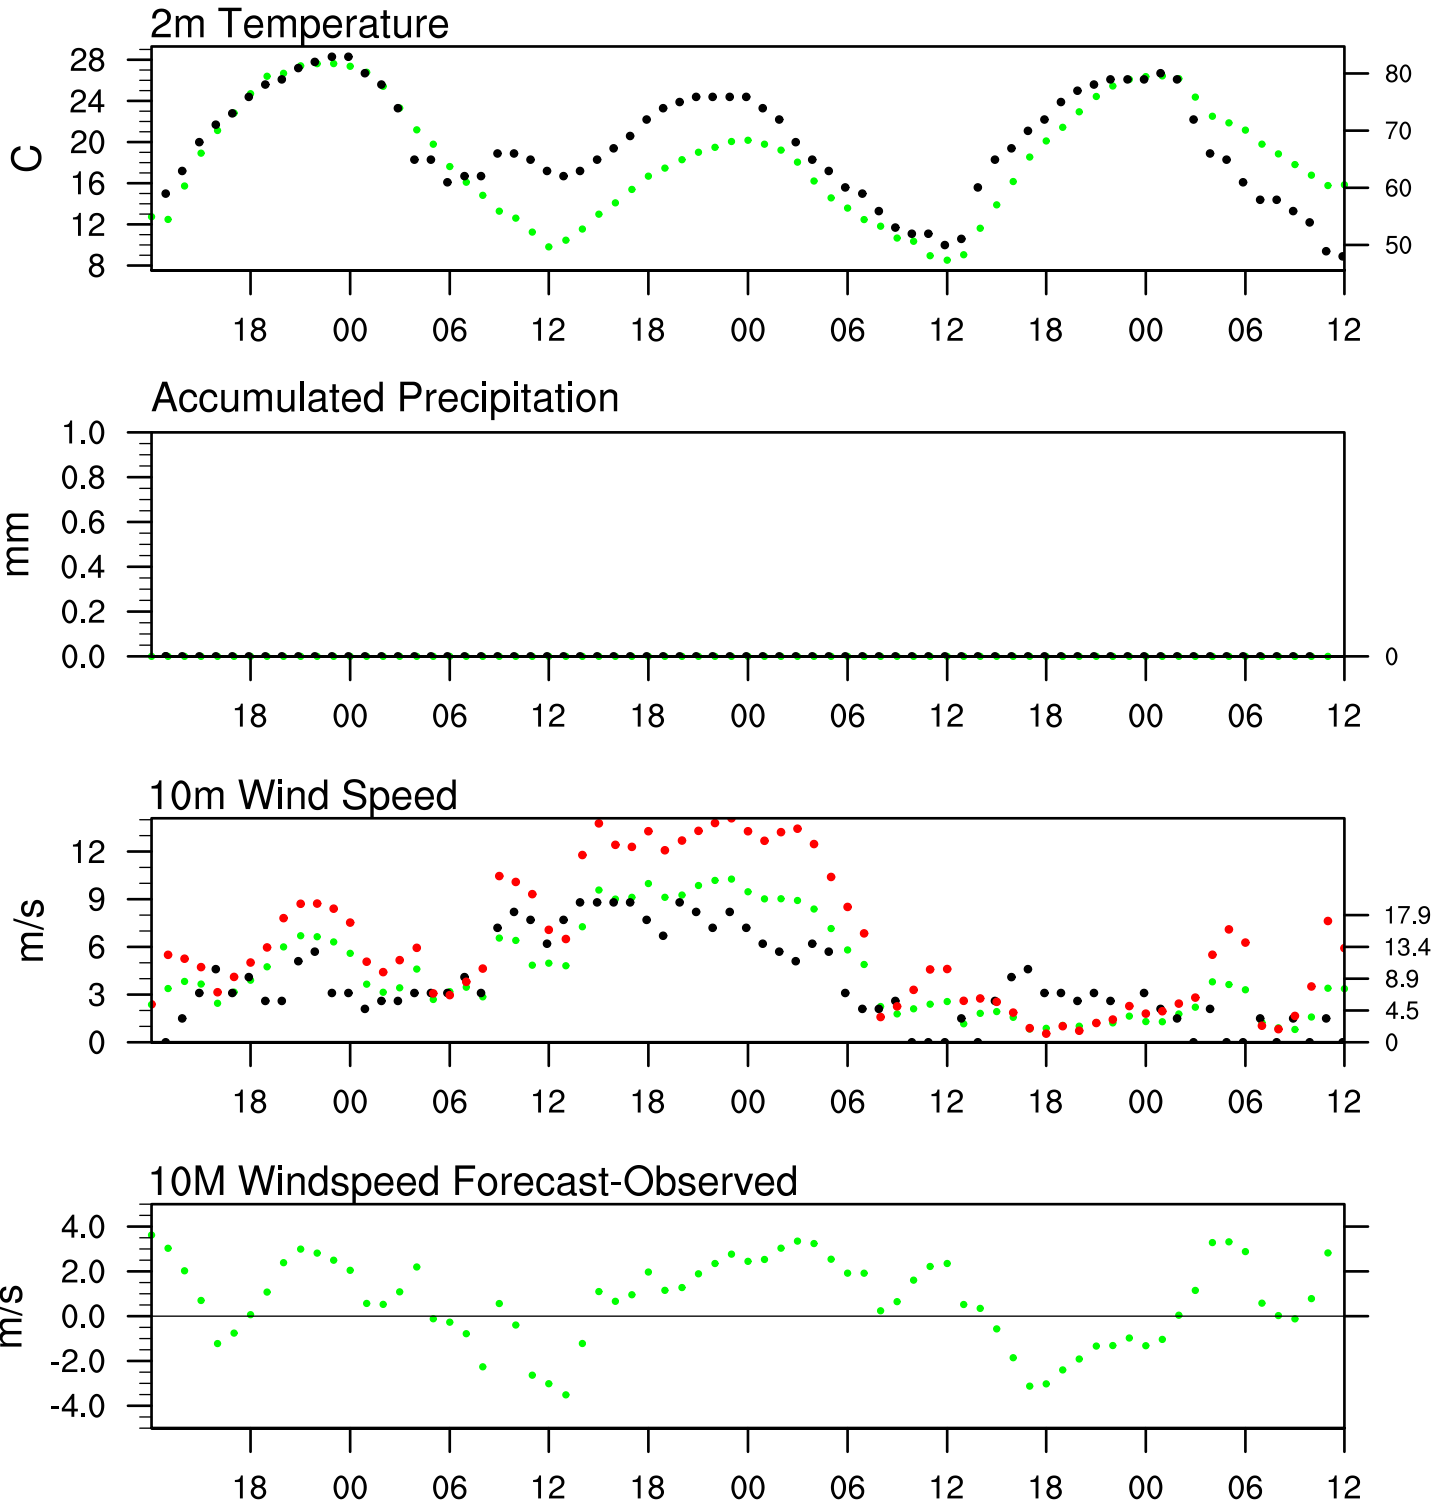 2m Temperature
28
24
20
16
12
8
C
80
70
60
50
18 00 06 12 18 00 06 12 18 00 06 12
Accumulated Precipitation
1.0
0.8
0.6
0.4
0.2
0.0
mm
0
18 00 06 12 18 00 06 12 18 00 06 12
10m Wind Speed
12
9
6
3
0
m/s
17.9
13.4
8.9
4.5
0
18 00 06 12 18 00 06 12 18 00 06 12
10M Windspeed Forecast-Observed
4.0
2.0
0.0
-2.0
-4.0
m/s
18 00 06 12 18 00 06 12 18 00 06 12